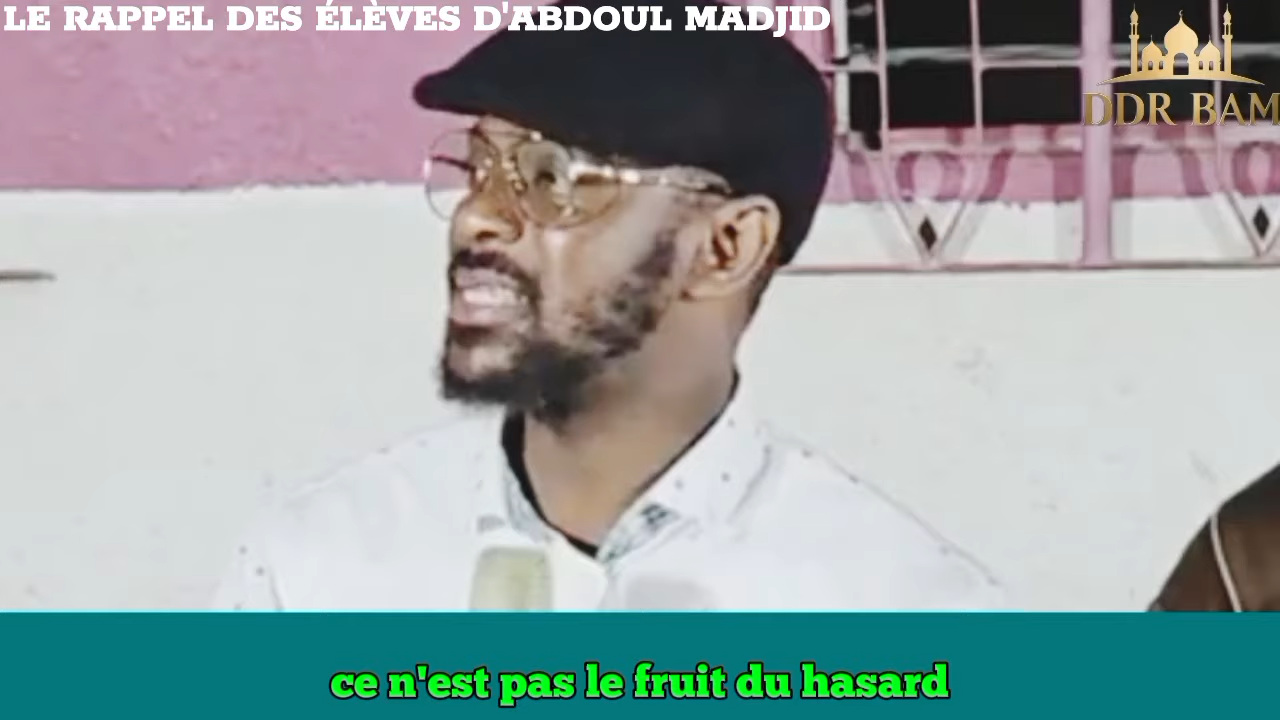 LE RAPPEL DES ÉLÈVES D'ABDOUL MADJID
DDR BAM
ce n'est pas le fruit du hasard